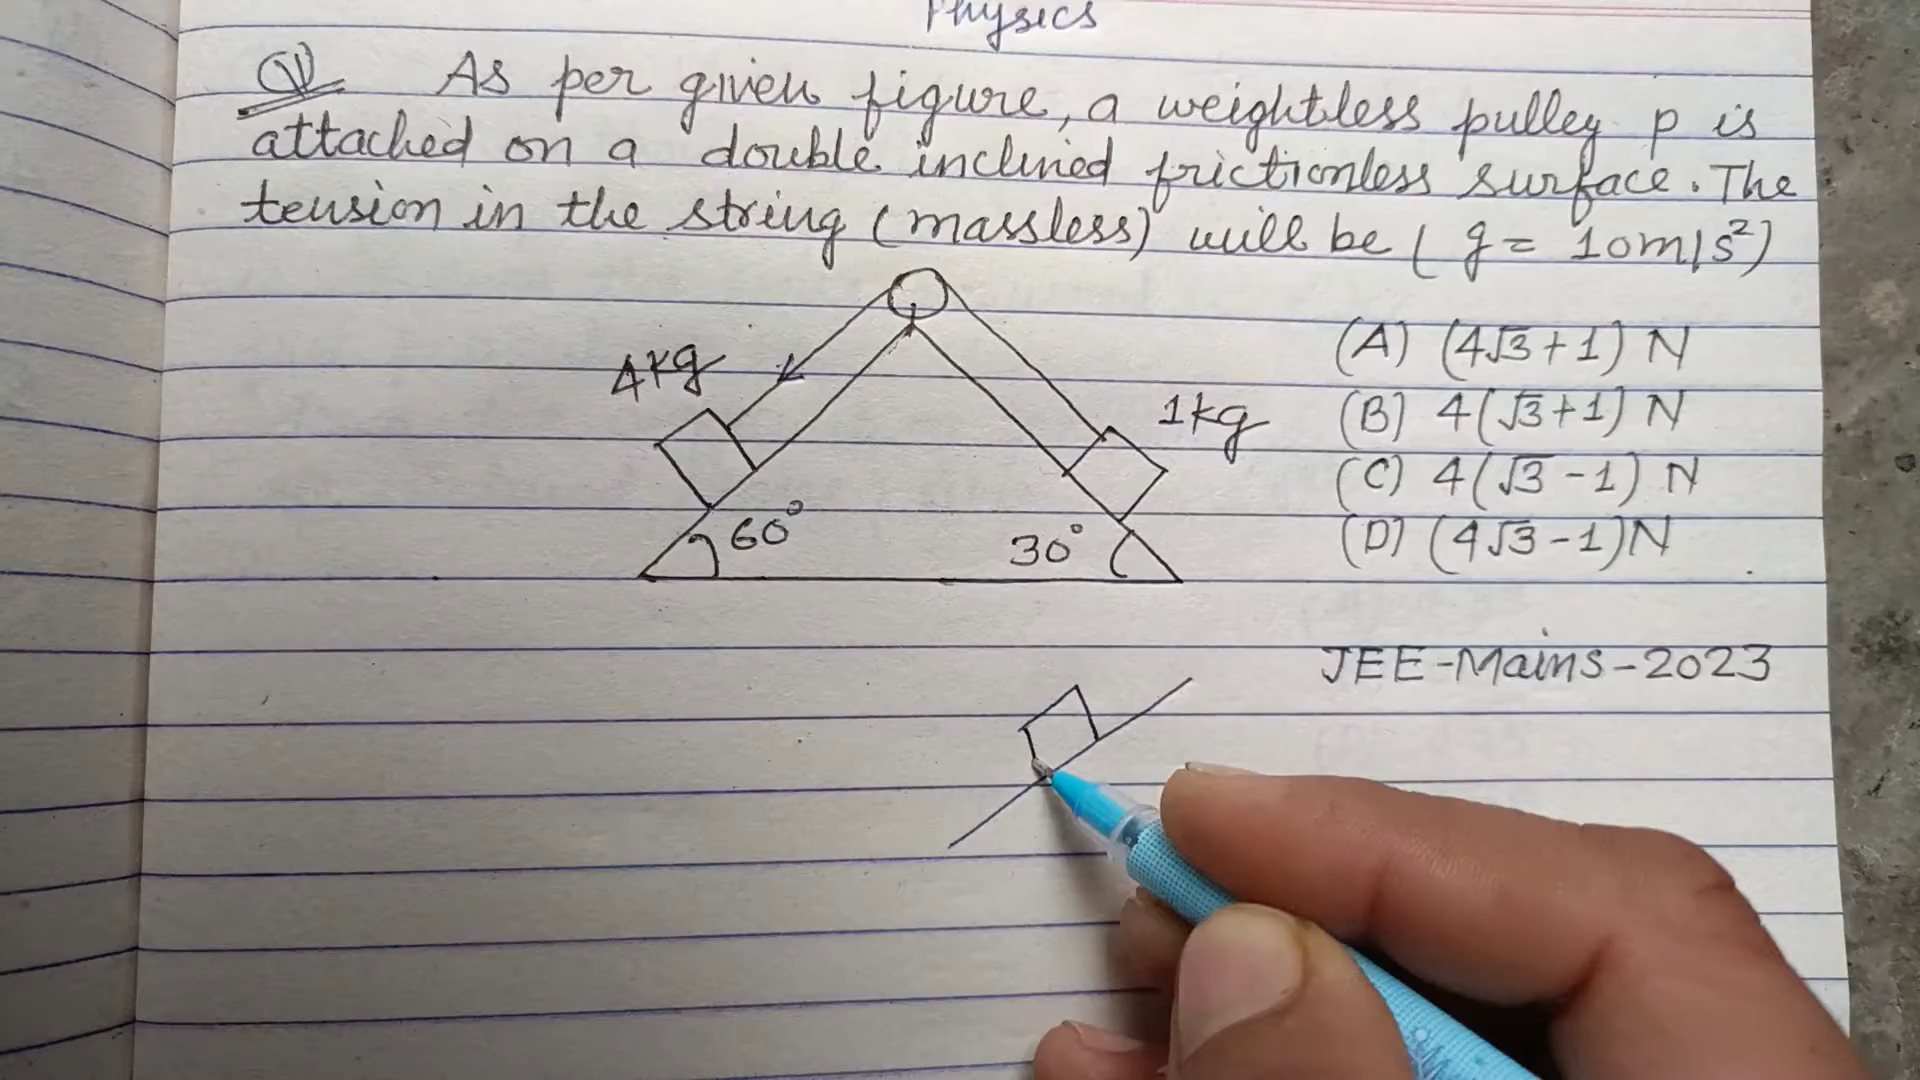 Physics
Q1) As per given figure, a weightless pulley P is
attached on a double inclined frictionless surface. The
tension in the string (massless) will be ( g = 10m/s²)
4kg
1kg
60°
30°
(A) (4√3+1) N
(B) 4(√3+1) N
(C) 4(√3-1) N
(D) (4√3-1)N
JEE-Mains-2023